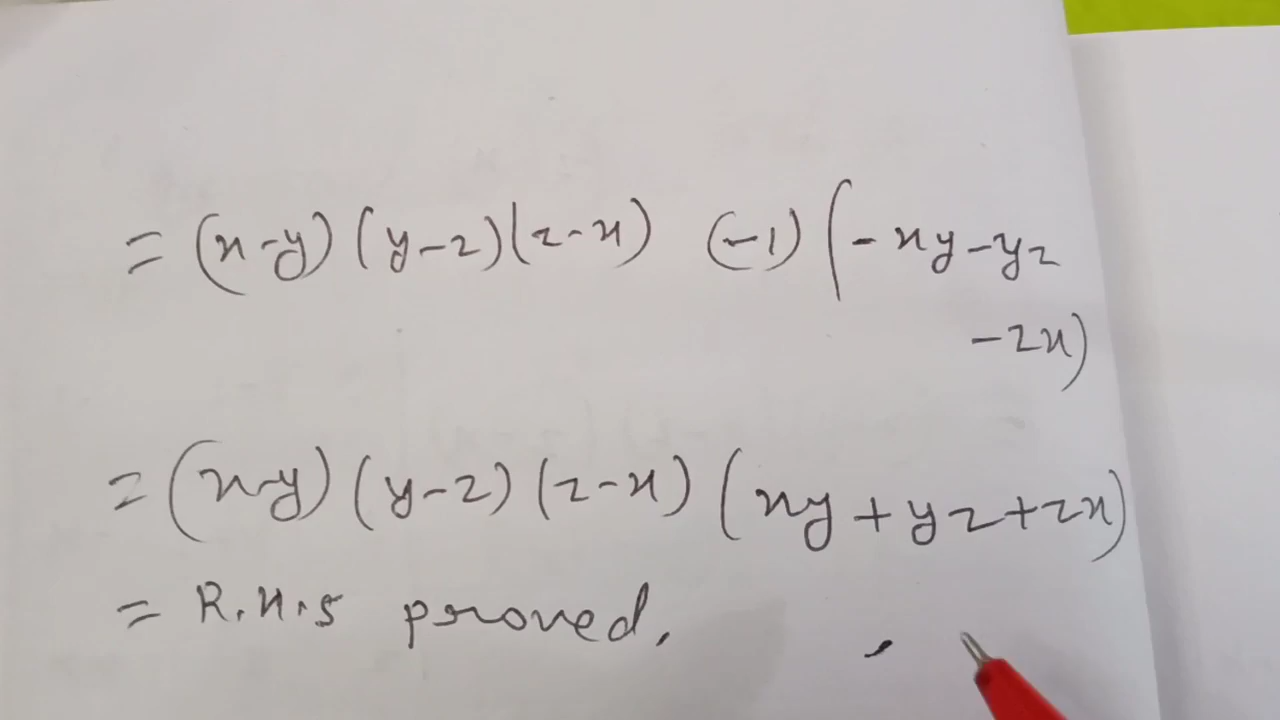 = (x-y) (y-z) (z-x) (-1) (-xy-yz
-zx)
= (x-y) (y-z) (z-x) (xy+yz+zx)
= R.H.S proved.